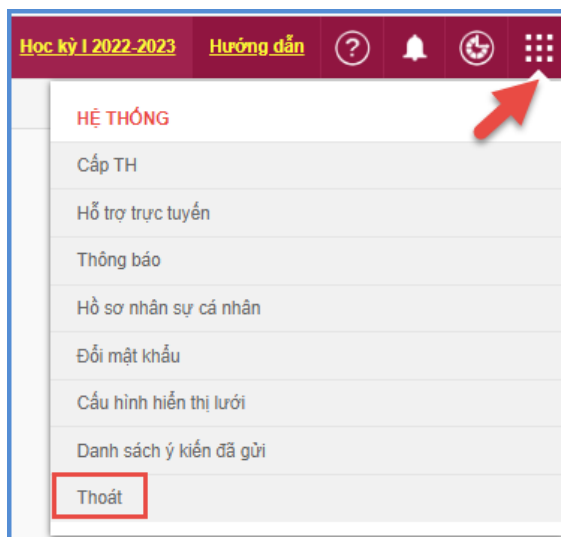 Học kỳ I 2022-2023 Hướng dẫn ?
HỆ THỐNG
Cấp TH
Hỗ trợ trực tuyến
Thông báo
Hồ sơ nhân sự cá nhân
Đổi mật khẩu
Cấu hình hiển thị lưới
Danh sách ý kiến đã gửi
Thoát